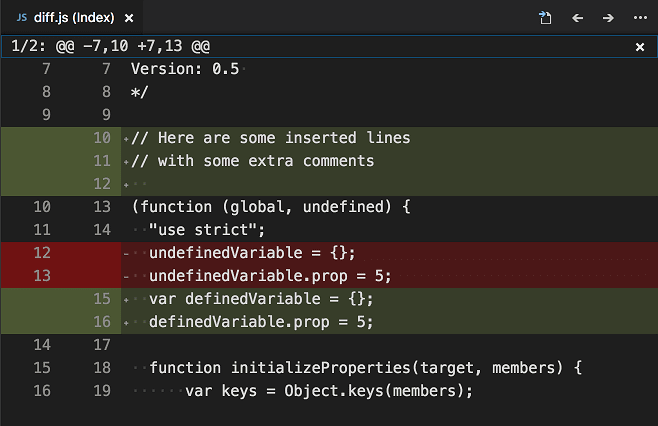 JS diff.js (Index) ×
1/2: @@ -7,10 +7,13 @@ ×
7 7 Version: 0.5
8 8 */
9 9
10 +// Here are some inserted lines
11 +// with some extra comments
12 +
10 13 (function (global, undefined) {
11 14 "use strict";
12 - undefinedVariable = {};
13 - undefinedVariable.prop = 5;
15 + var definedVariable = {};
16 + definedVariable.prop = 5;
14 17
15 18 function initializeProperties(target, members) {
16 19 var keys = Object.keys(members);